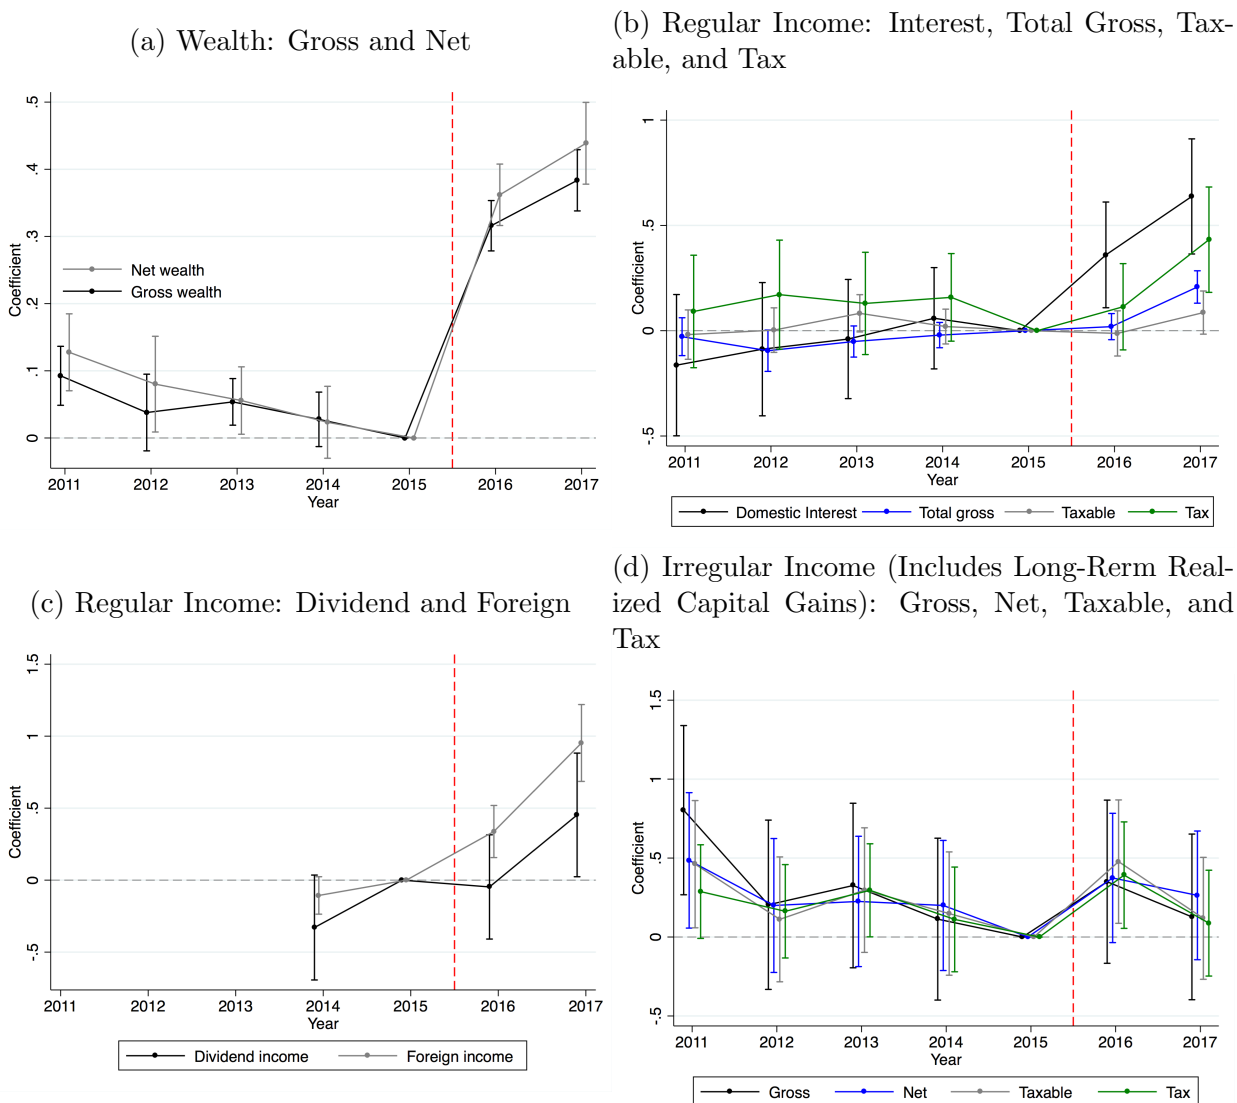 (a) Wealth: Gross and Net
.5
.4
.3
.2
.1
0
Coefficient
Net wealth
Gross wealth
2011 2012 2013 2014 2015 2016 2017
Year
(b) Regular Income: Interest, Total Gross, Tax-
able, and Tax
1
.5
0
-.5
Coefficient
2011 2012 2013 2014 2015 2016 2017
Year
Domestic Interest Total gross Taxable Tax
(c) Regular Income: Dividend and Foreign
1.5
1
.5
0
-.5
Coefficient
2011 2012 2013 2014 2015 2016 2017
Year
Dividend income Foreign income
(d) Irregular Income (Includes Long-Rerm Real-
ized Capital Gains): Gross, Net, Taxable, and
Tax
1.5
1
.5
0
-.5
Coefficient
2011 2012 2013 2014 2015 2016 2017
Year
Gross Net Taxable Tax